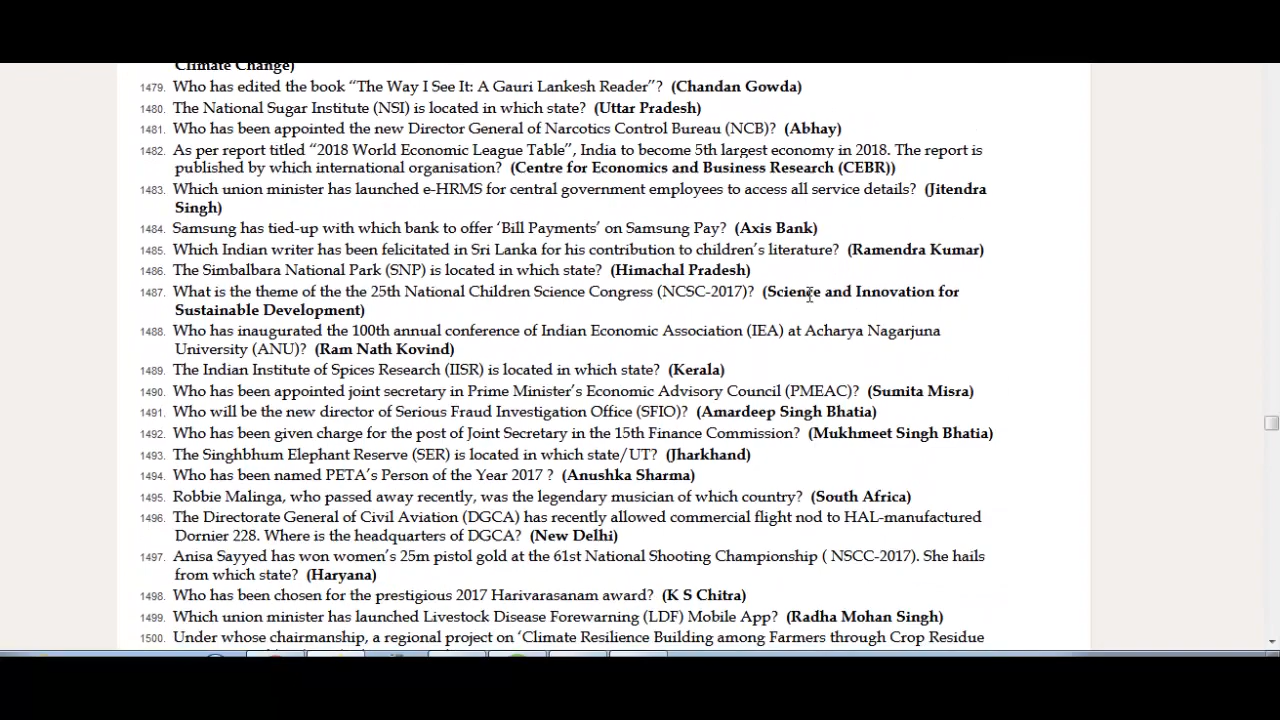 Climate Change)
1479. Who has edited the book “The Way I See It: A Gauri Lankesh Reader”? (Chandan Gowda)
1480. The National Sugar Institute (NSI) is located in which state? (Uttar Pradesh)
1481. Who has been appointed the new Director General of Narcotics Control Bureau (NCB)? (Abhay)
1482. As per report titled “2018 World Economic League Table”, India to become 5th largest economy in 2018. The report is
published by which international organisation? (Centre for Economics and Business Research (CEBR))
1483. Which union minister has launched e-HRMS for central government employees to access all service details? (Jitendra
Singh)
1484. Samsung has tied-up with which bank to offer ‘Bill Payments’ on Samsung Pay? (Axis Bank)
1485. Which Indian writer has been felicitated in Sri Lanka for his contribution to children’s literature? (Ramendra Kumar)
1486. The Simbalbara National Park (SNP) is located in which state? (Himachal Pradesh)
1487. What is the theme of the the 25th National Children Science Congress (NCSC-2017)? (Science and Innovation for
Sustainable Development)
1488. Who has inaugurated the 100th annual conference of Indian Economic Association (IEA) at Acharya Nagarjuna
University (ANU)? (Ram Nath Kovind)
1489. The Indian Institute of Spices Research (IISR) is located in which state? (Kerala)
1490. Who has been appointed joint secretary in Prime Minister’s Economic Advisory Council (PMEAC)? (Sumita Misra)
1491. Who will be the new director of Serious Fraud Investigation Office (SFIO)? (Amardeep Singh Bhatia)
1492. Who has been given charge for the post of Joint Secretary in the 15th Finance Commission? (Mukhmeet Singh Bhatia)
1493. The Singhbhum Elephant Reserve (SER) is located in which state/UT? (Jharkhand)
1494. Who has been named PETA’s Person of the Year 2017 ? (Anushka Sharma)
1495. Robbie Malinga, who passed away recently, was the legendary musician of which country? (South Africa)
1496. The Directorate General of Civil Aviation (DGCA) has recently allowed commercial flight nod to HAL-manufactured
Dornier 228. Where is the headquarters of DGCA? (New Delhi)
1497. Anisa Sayyed has won women’s 25m pistol gold at the 61st National Shooting Championship ( NSCC-2017). She hails
from which state? (Haryana)
1498. Who has been chosen for the prestigious 2017 Harivarasanam award? (K S Chitra)
1499. Which union minister has launched Livestock Disease Forewarning (LDF) Mobile App? (Radha Mohan Singh)
1500. Under whose chairmanship, a regional project on ‘Climate Resilience Building among Farmers through Crop Residue